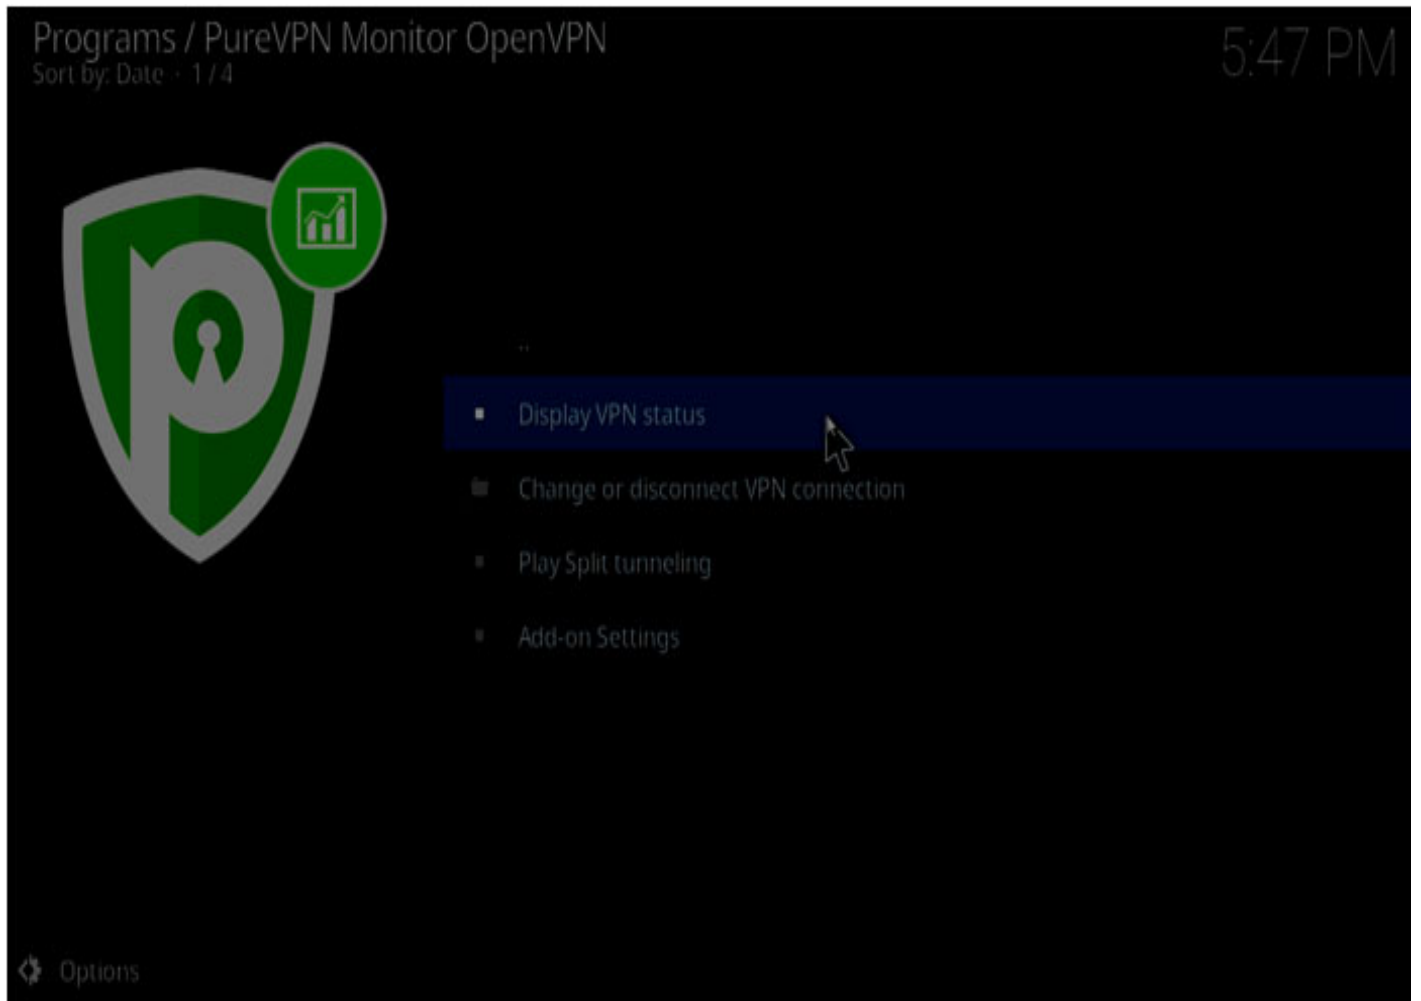 Programs / PureVPN Monitor OpenVPN
Sort by: Date · 1 / 4
5:47 PM
..
Display VPN status
Change or disconnect VPN connection
Play Split tunneling
Add-on Settings
Options